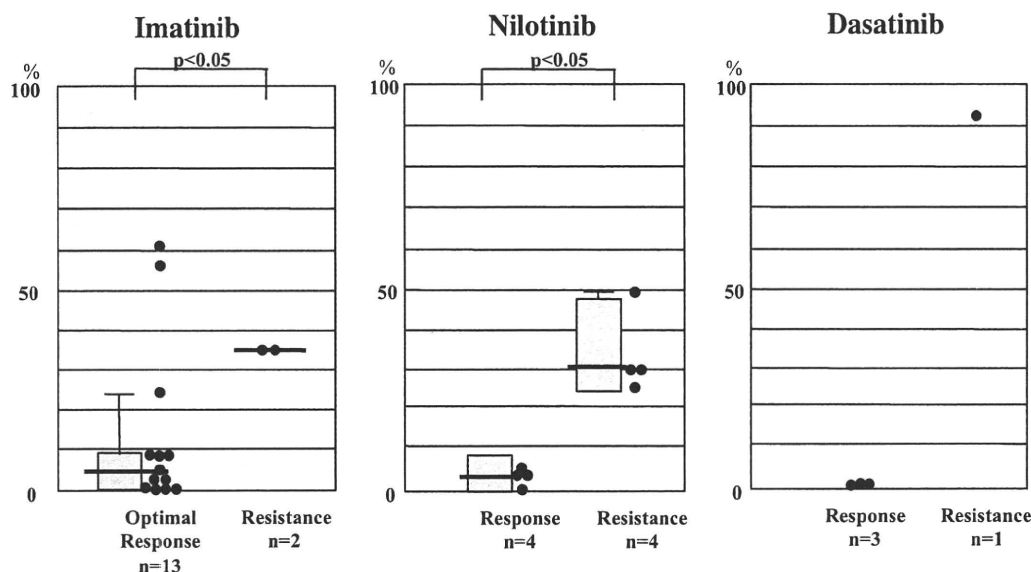 Imatinib
p<0.05
%
100
50
0
Optimal
Response
n=13
Resistance
n=2
Nilotinib
p<0.05
%
100
50
0
Response
n=4
Resistance
n=4
Dasatinib
%
100
50
0
Response
n=3
Resistance
n=1